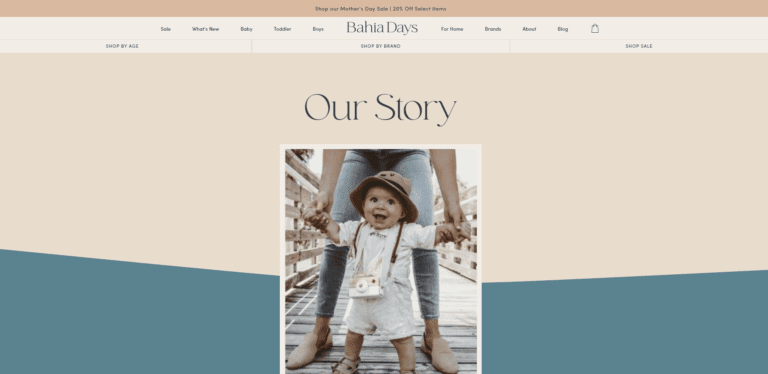 Shop our Mother's Day Sale | 20% Off Select Items
Sale What's New Baby Toddler Boys Bahia Days For Home Brands About Blog
SHOP BY AGE SHOP BY BRAND SHOP SALE
Our Story